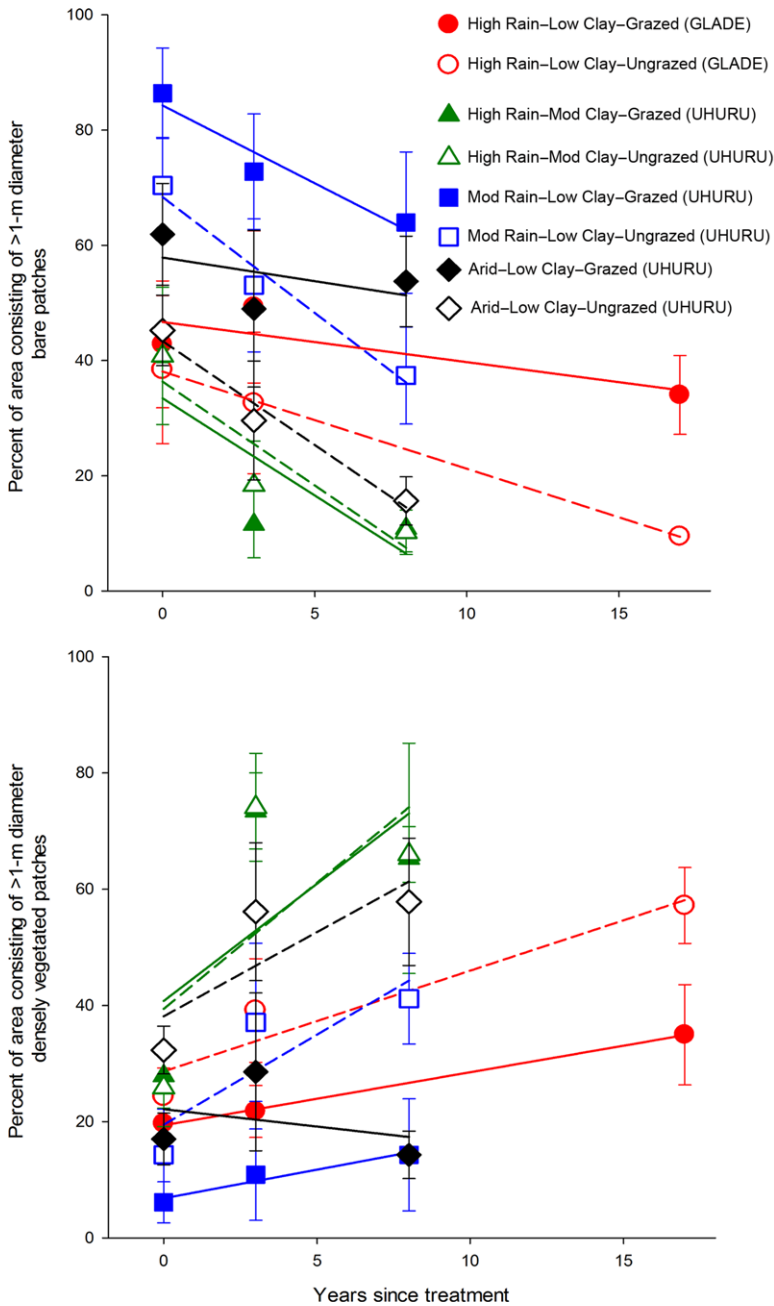 100
80
60
40
20
0
Percent of area consisting of >1-m diameter
bare patches
High Rain–Low Clay–Grazed (GLADE)
High Rain–Low Clay–Ungrazed (GLADE)
High Rain–Mod Clay–Grazed (UHURU)
High Rain–Mod Clay–Ungrazed (UHURU)
Mod Rain–Low Clay–Grazed (UHURU)
Mod Rain–Low Clay–Ungrazed (UHURU)
Arid–Low Clay–Grazed (UHURU)
Arid–Low Clay–Ungrazed (UHURU)
0 5 10 15
100
80
60
40
20
0
Percent of area consisting of >1-m diameter
densely vegetated patches
0 5 10 15
Years since treatment